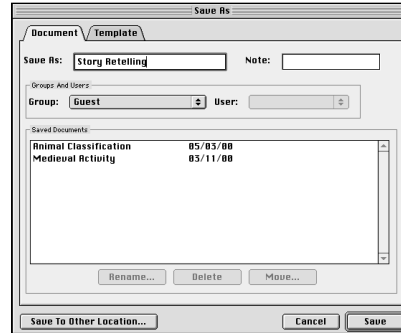 Save As
Document Template
Save As: Story Retelling Note:
Groups And Users
Group: Guest User:
Saved Documents
Animal Classification 05/03/00
Medieval Activity 03/11/00
Rename... Delete Move...
Save To Other Location... Cancel Save